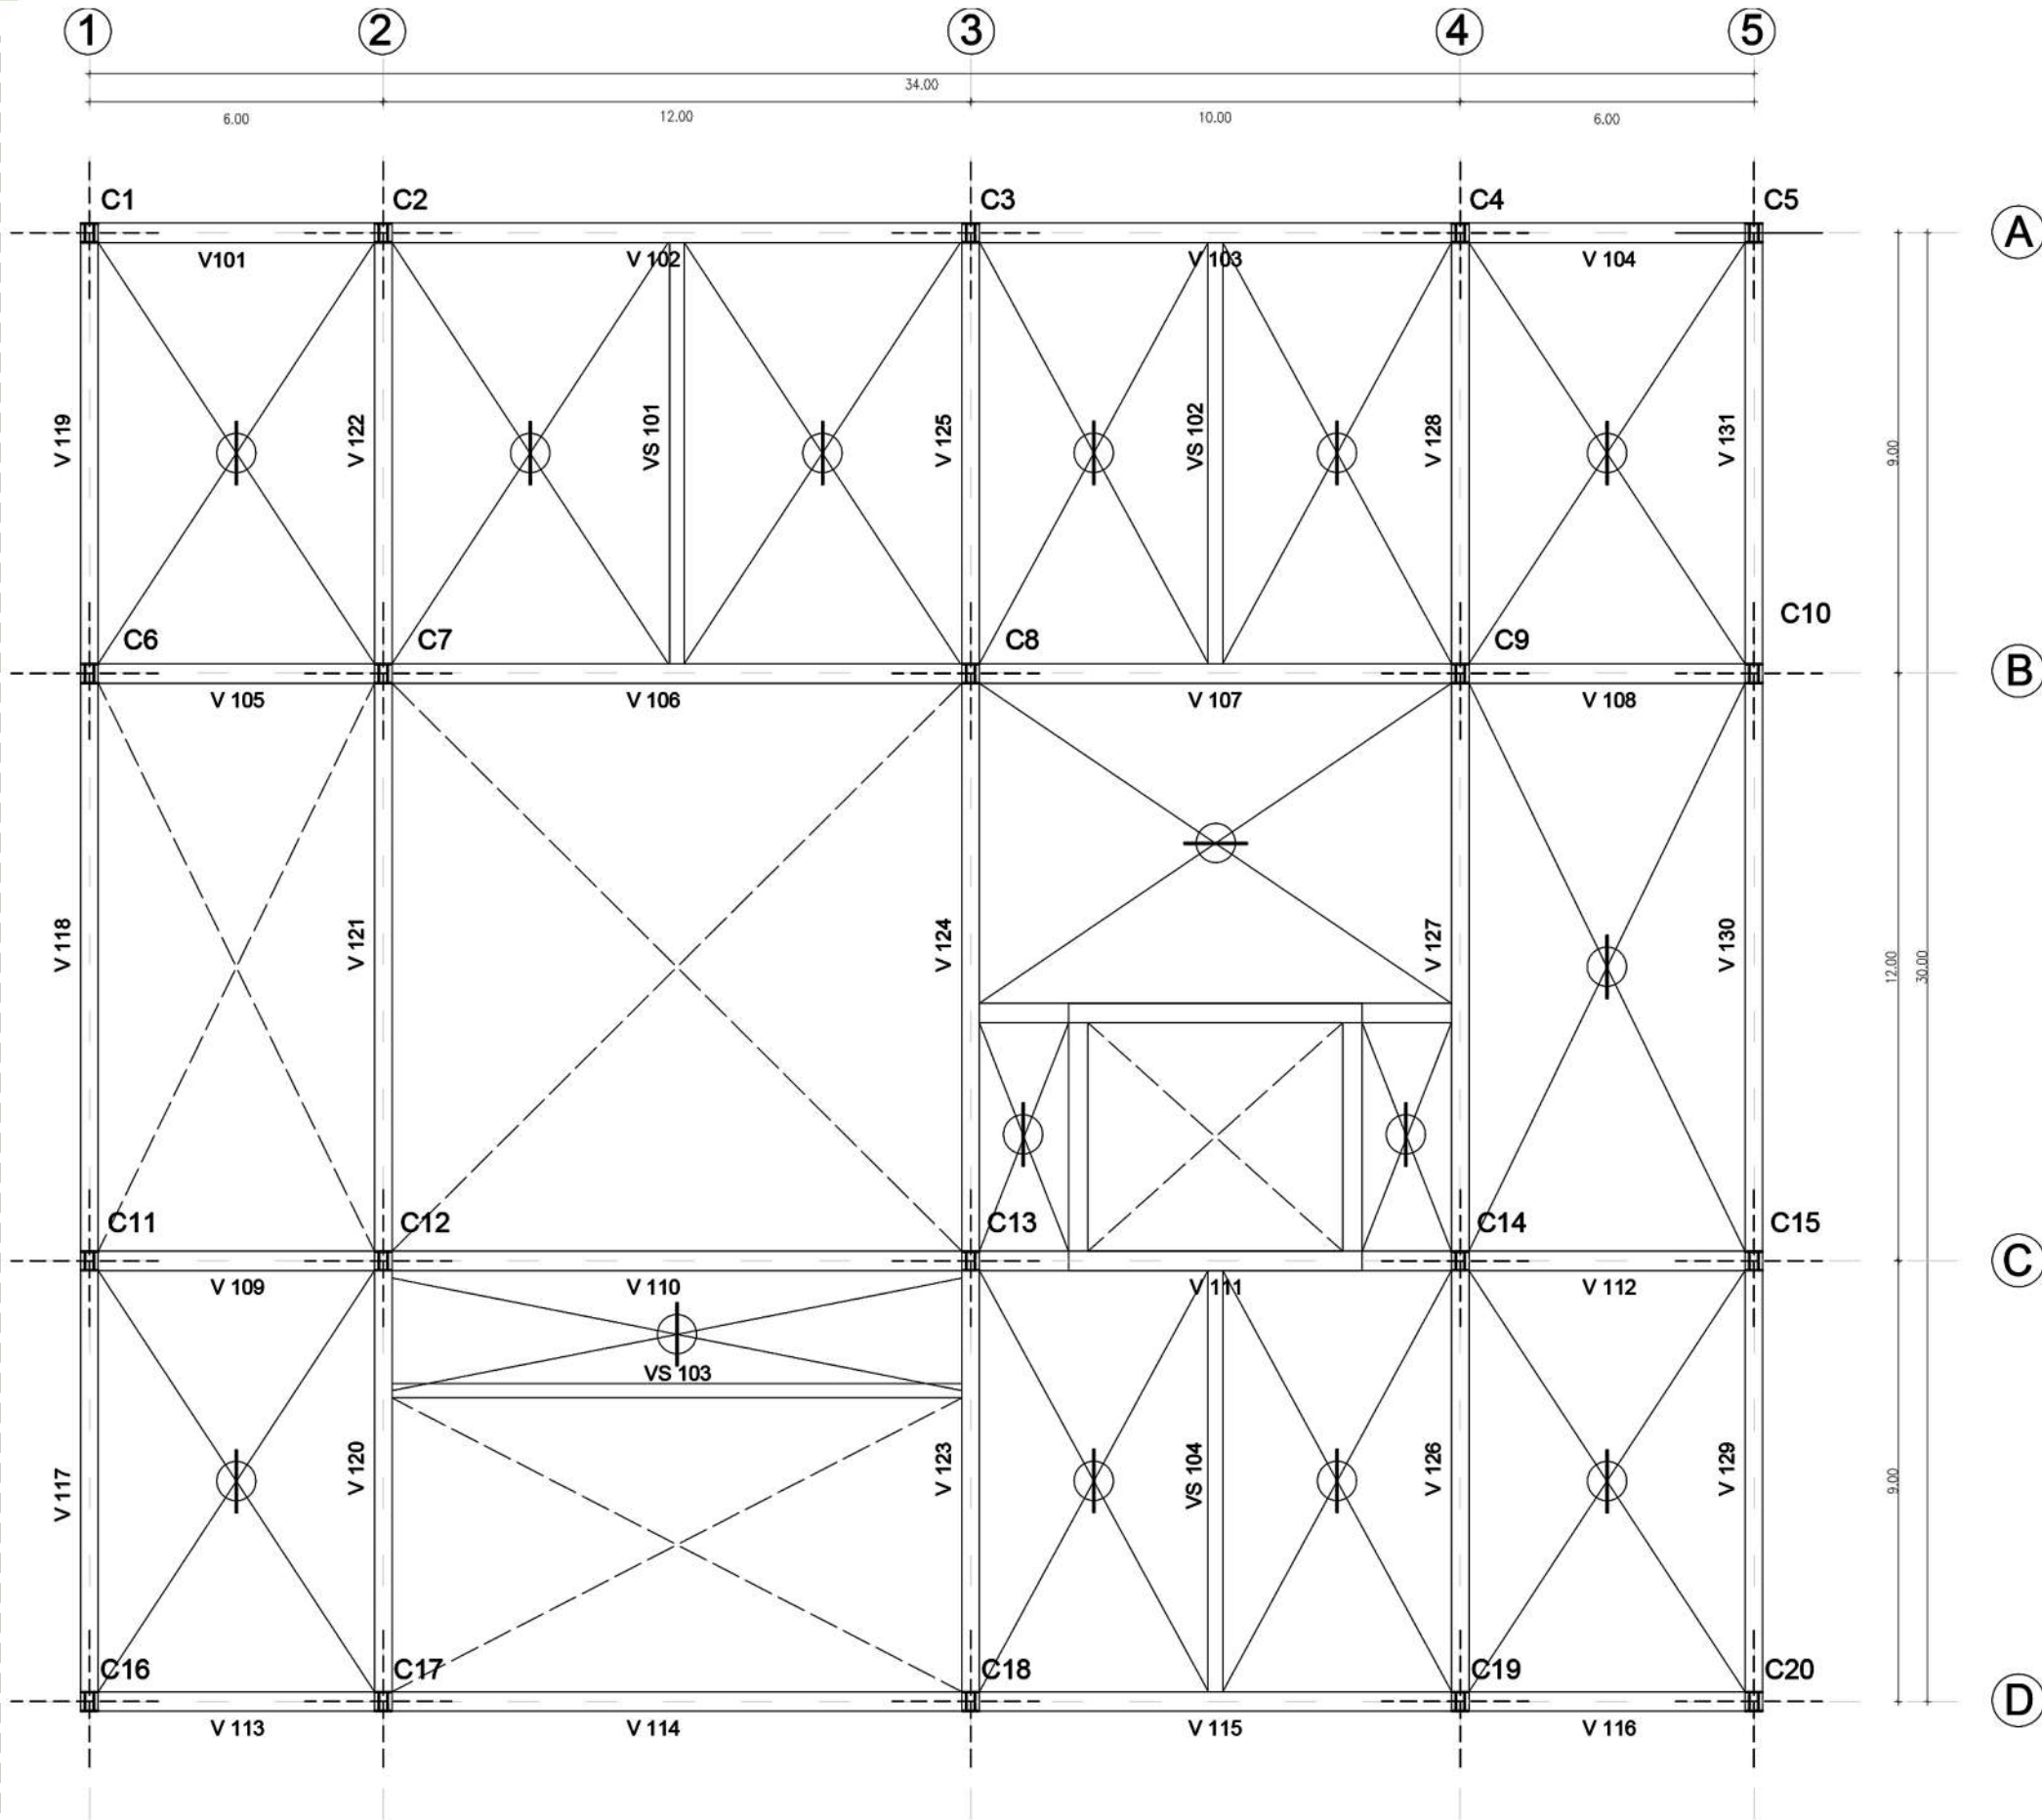 1 2 3 4 5
34.00
6.00 12.00 10.00 6.00
C1 C2 C3 C4 C5
A
V101 V 102 V 103 V 104
V 119 V 122 VS 101 V 125 VS 102 V 128 V 131 9.00
C10
C6 C7 C8 C9
B
V 105 V 106 V 107 V 108
V 118 V 121 V 124 V 127 V 130 12.00 30.00
C11 C12 C13 C14 C15
C
V 109 V 110 V 111 V 112
VS 103
V 117 V 120 V 123 VS 104 V 126 V 129 9.00
C16 C17 C18 C19 C20
D
V 113 V 114 V 115 V 116